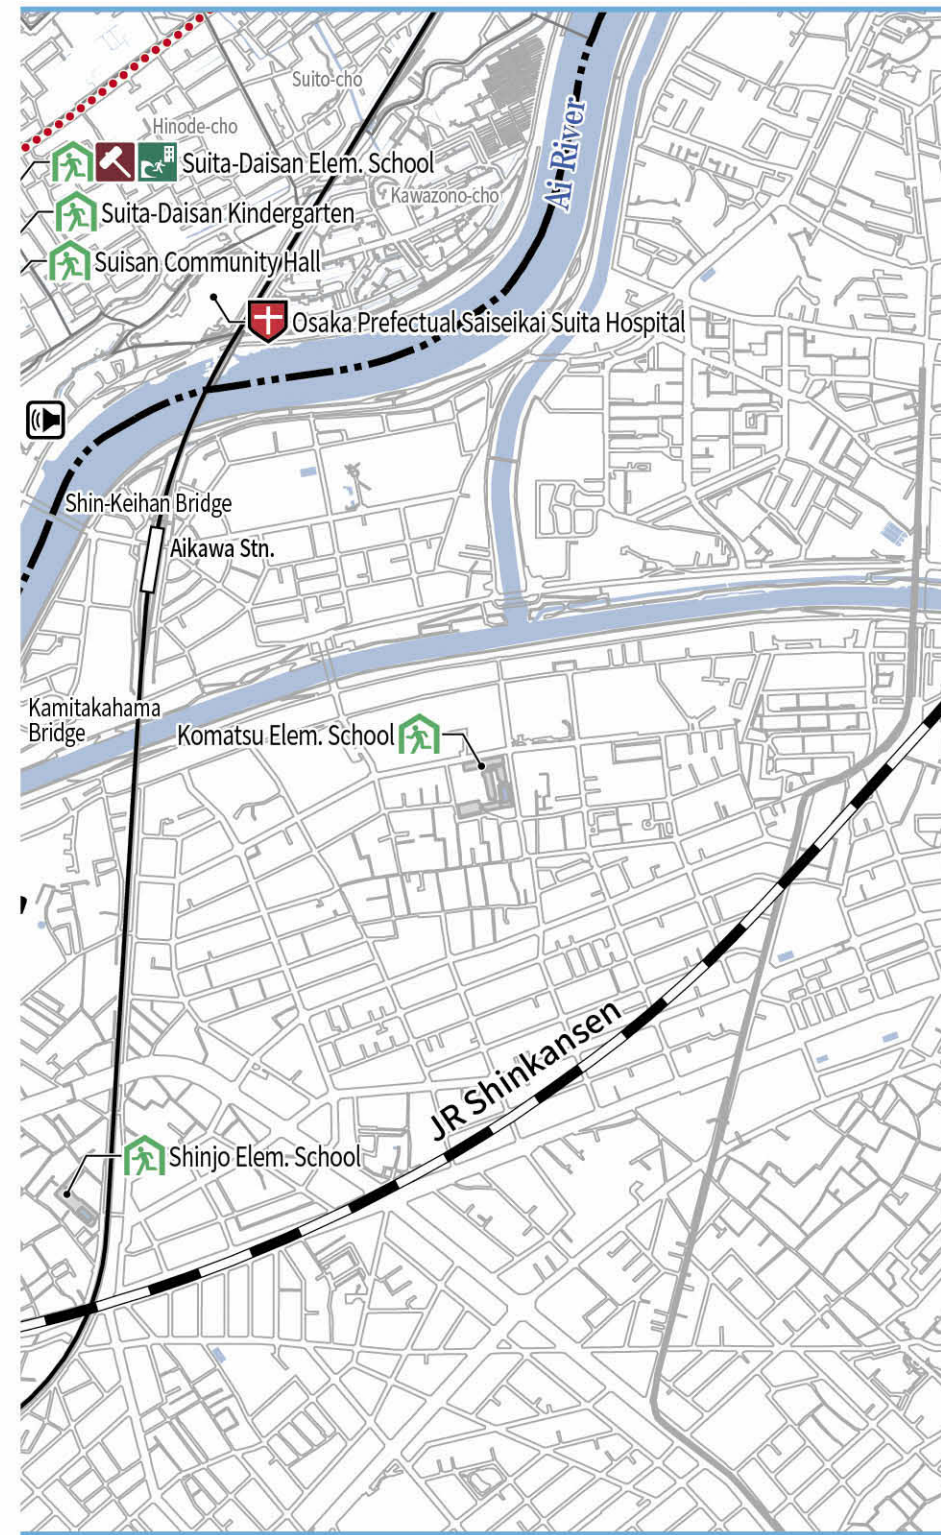 Suito-cho
Hinode-cho
Suita-Daisan Elem. School
Kawazono-cho
Ai River
Suita-Daisan Kindergarten
Suisan Community Hall
Osaka Prefectual Saiseikai Suita Hospital
Shin-Keihan Bridge
Aikawa Stn.
Kamitakahama
Bridge
Komatsu Elem. School
JR Shinkansen
Shinjo Elem. School